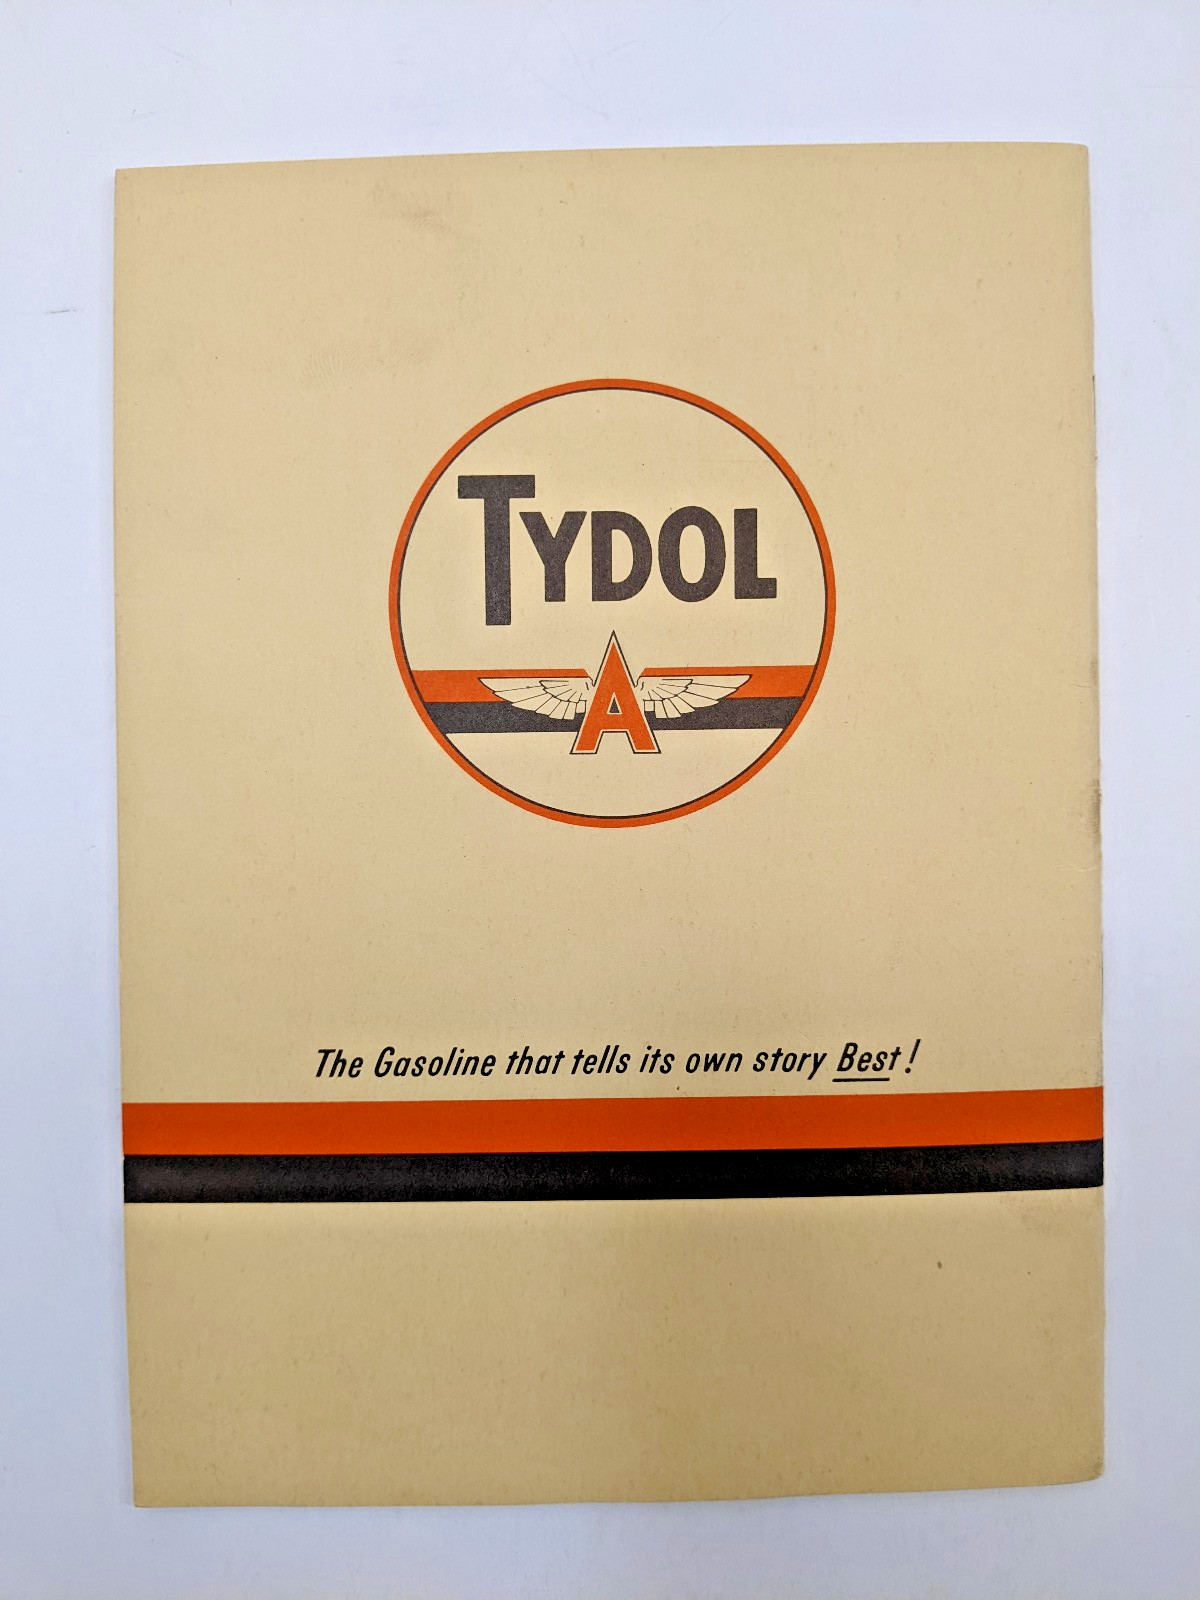 TYDOL
A
The Gasoline that tells its own story Best!